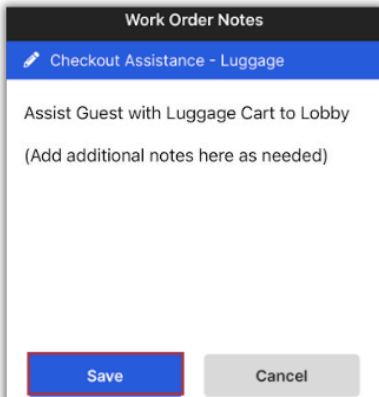 Work Order Notes
Checkout Assistance - Luggage
Assist Guest with Luggage Cart to Lobby
(Add additional notes here as needed)
Save
Cancel